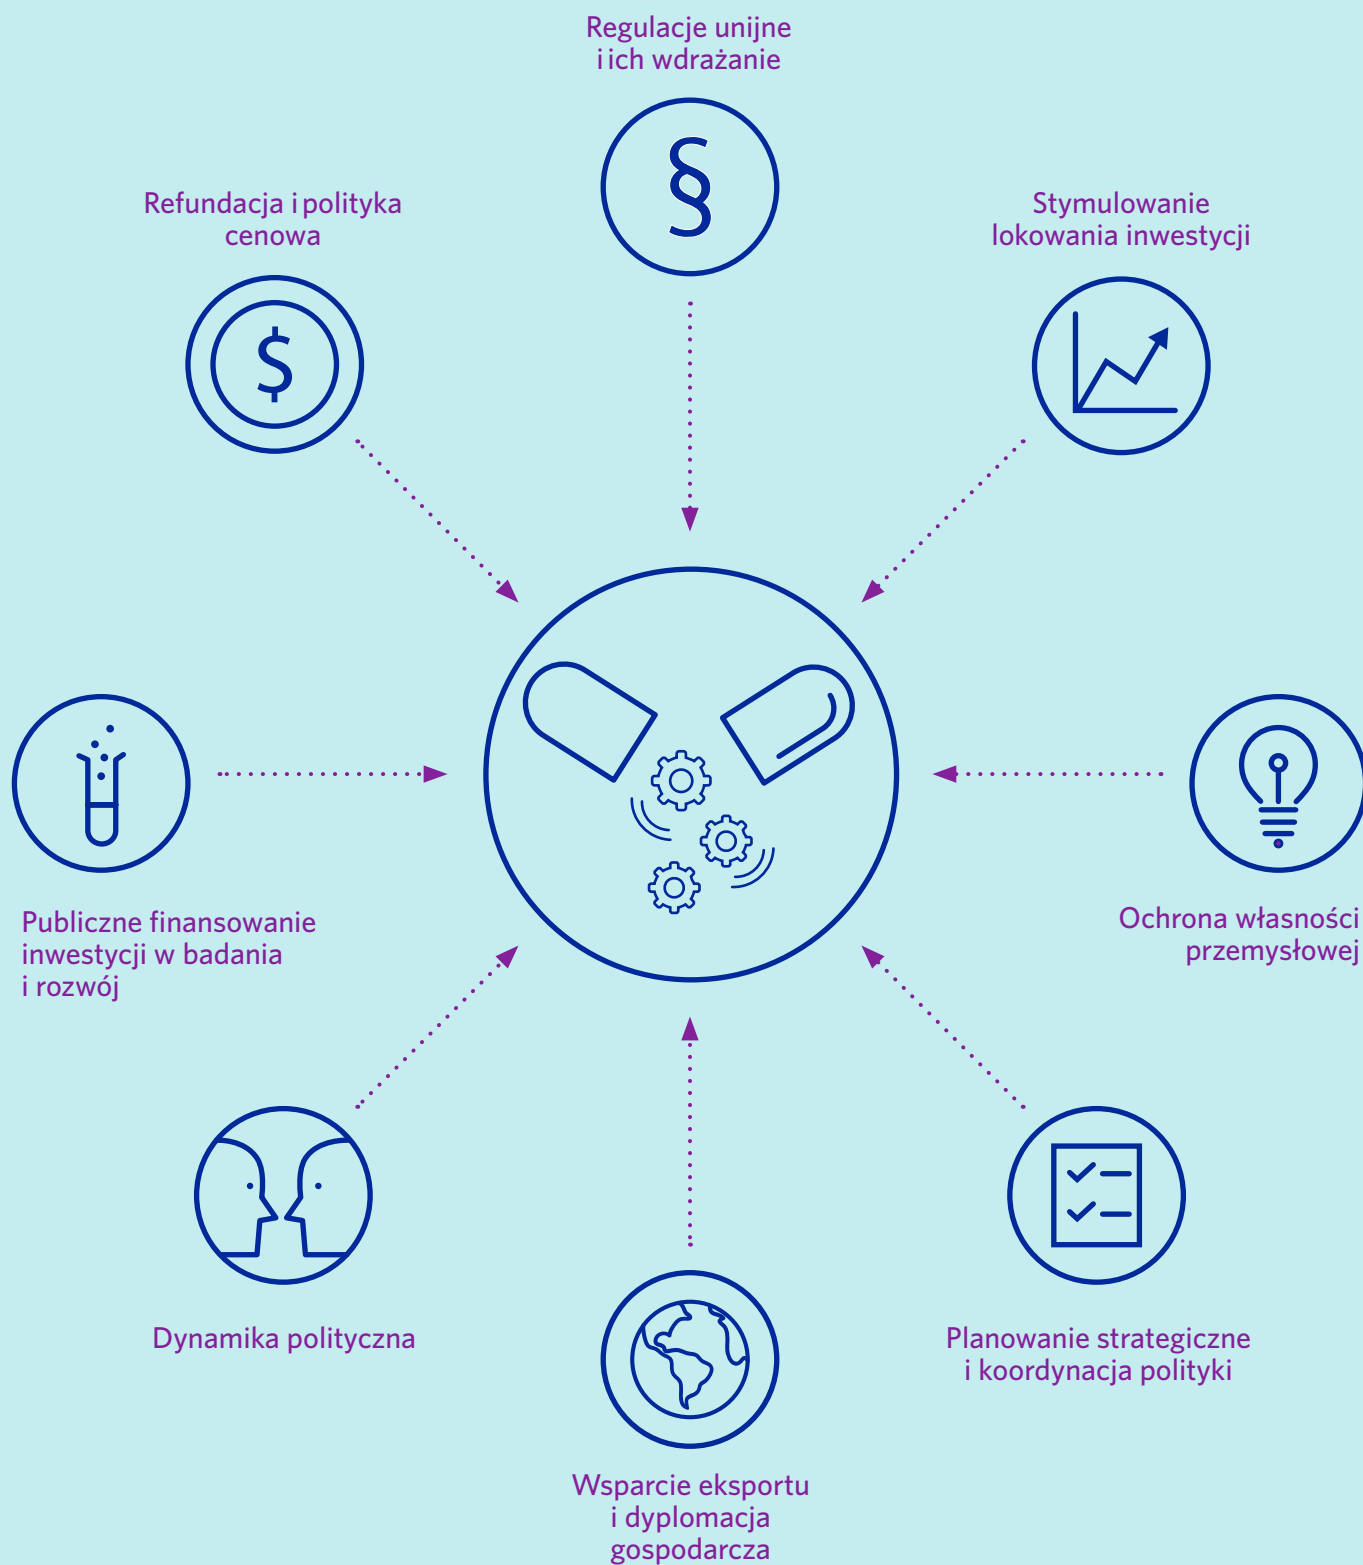 Regulacje unijne
i ich wdrażanie
Refundacja i polityka
cenowa
Stymulowanie
lokowania inwestycji
§
$
Publiczne finansowanie
inwestycji w badania
i rozwój
Ochrona własności
przemysłowej
Dynamika polityczna
Planowanie strategiczne
i koordynacja polityki
Wsparcie eksportu
i dyplomacja
gospodarcza